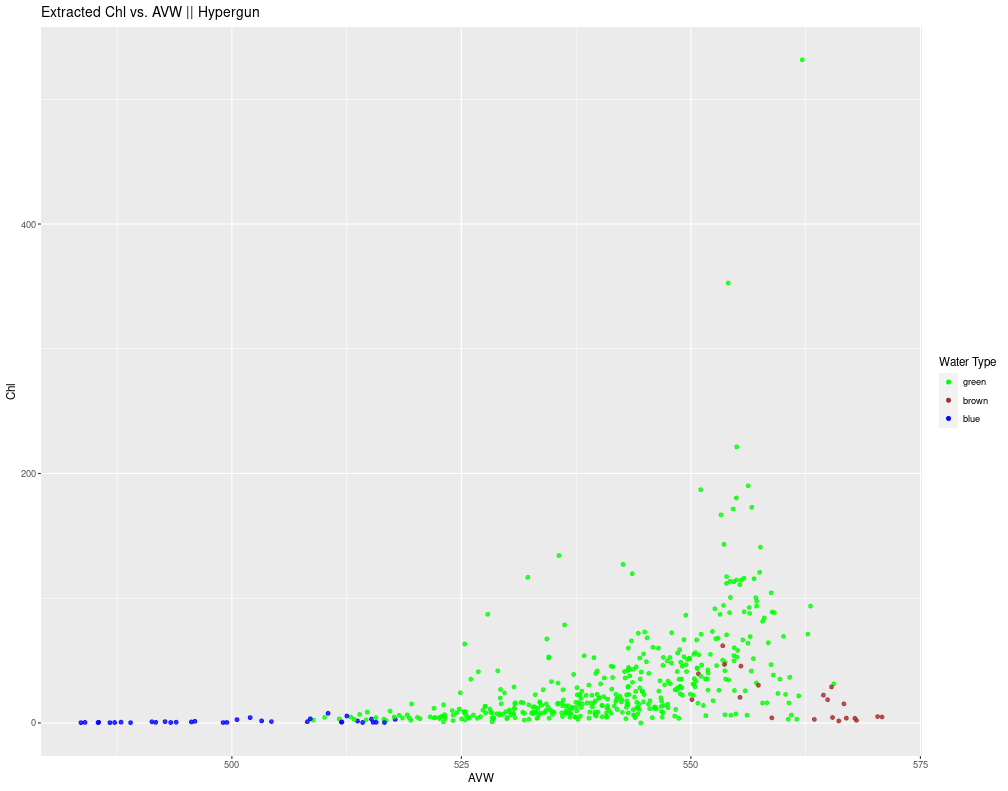 Extracted Chl vs. AVW || Hypergun
400
200
0
Chl
500
525
550
575
AVW
Water Type
green
brown
blue